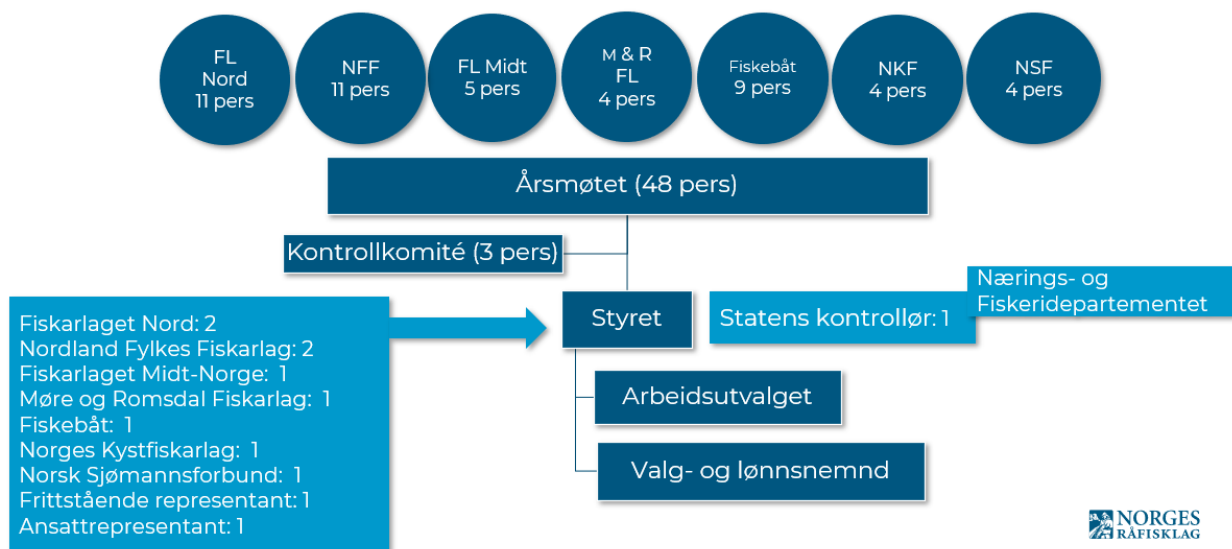 FL
Nord
11 pers
NFF
11 pers
FL Midt
5 pers
M & R
FL
4 pers
Fiskebåt
9 pers
NKF
4 pers
NSF
4 pers
Årsmøtet (48 pers)
Kontrollkomité (3 pers)
Nærings- og
Fiskeridepartementet
Styret
Statens kontrollør: 1
Fiskarlaget Nord: 2
Nordland Fylkes Fiskarlag: 2
Fiskarlaget Midt-Norge: 1
Møre og Romsdal Fiskarlag: 1
Fiskebåt: 1
Norges Kystfiskarlag: 1
Norsk Sjømannsforbund: 1
Frittstående representant: 1
Ansattrepresentant: 1
Arbeidsutvalget
Valg- og lønnsnemnd
NORGES
RÅFISKLAG